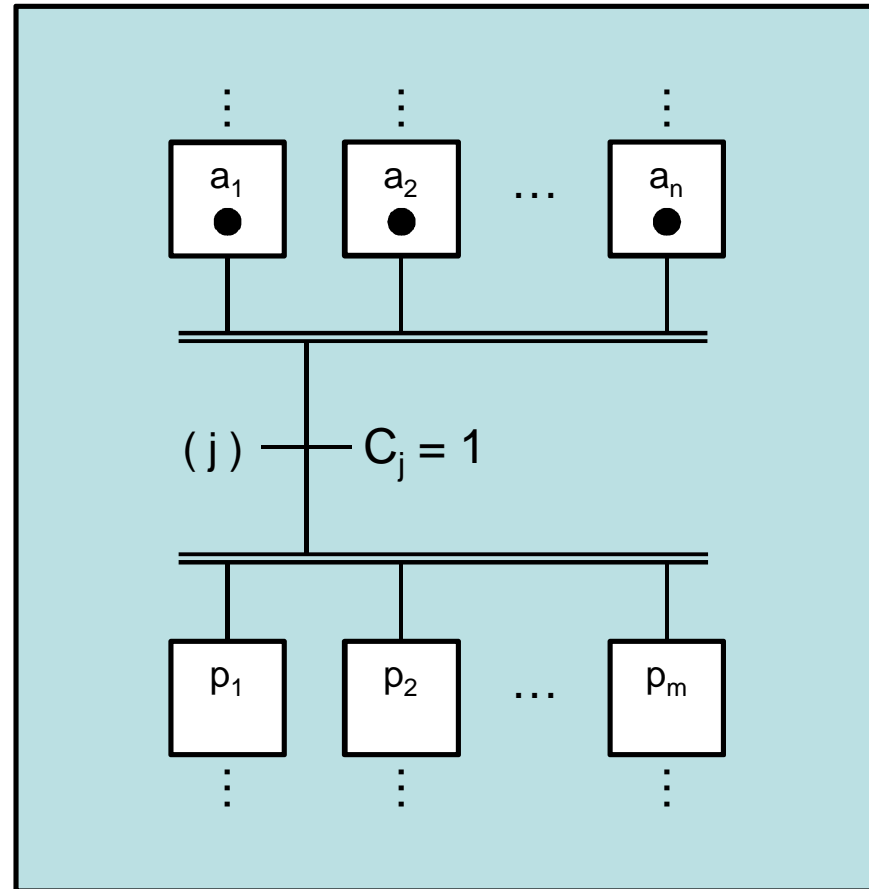 ⋮ ⋮ ⋮
a₁ a₂ … aₙ
( j ) Cⱼ = 1
p₁ p₂ … pₘ
⋮ ⋮ ⋮